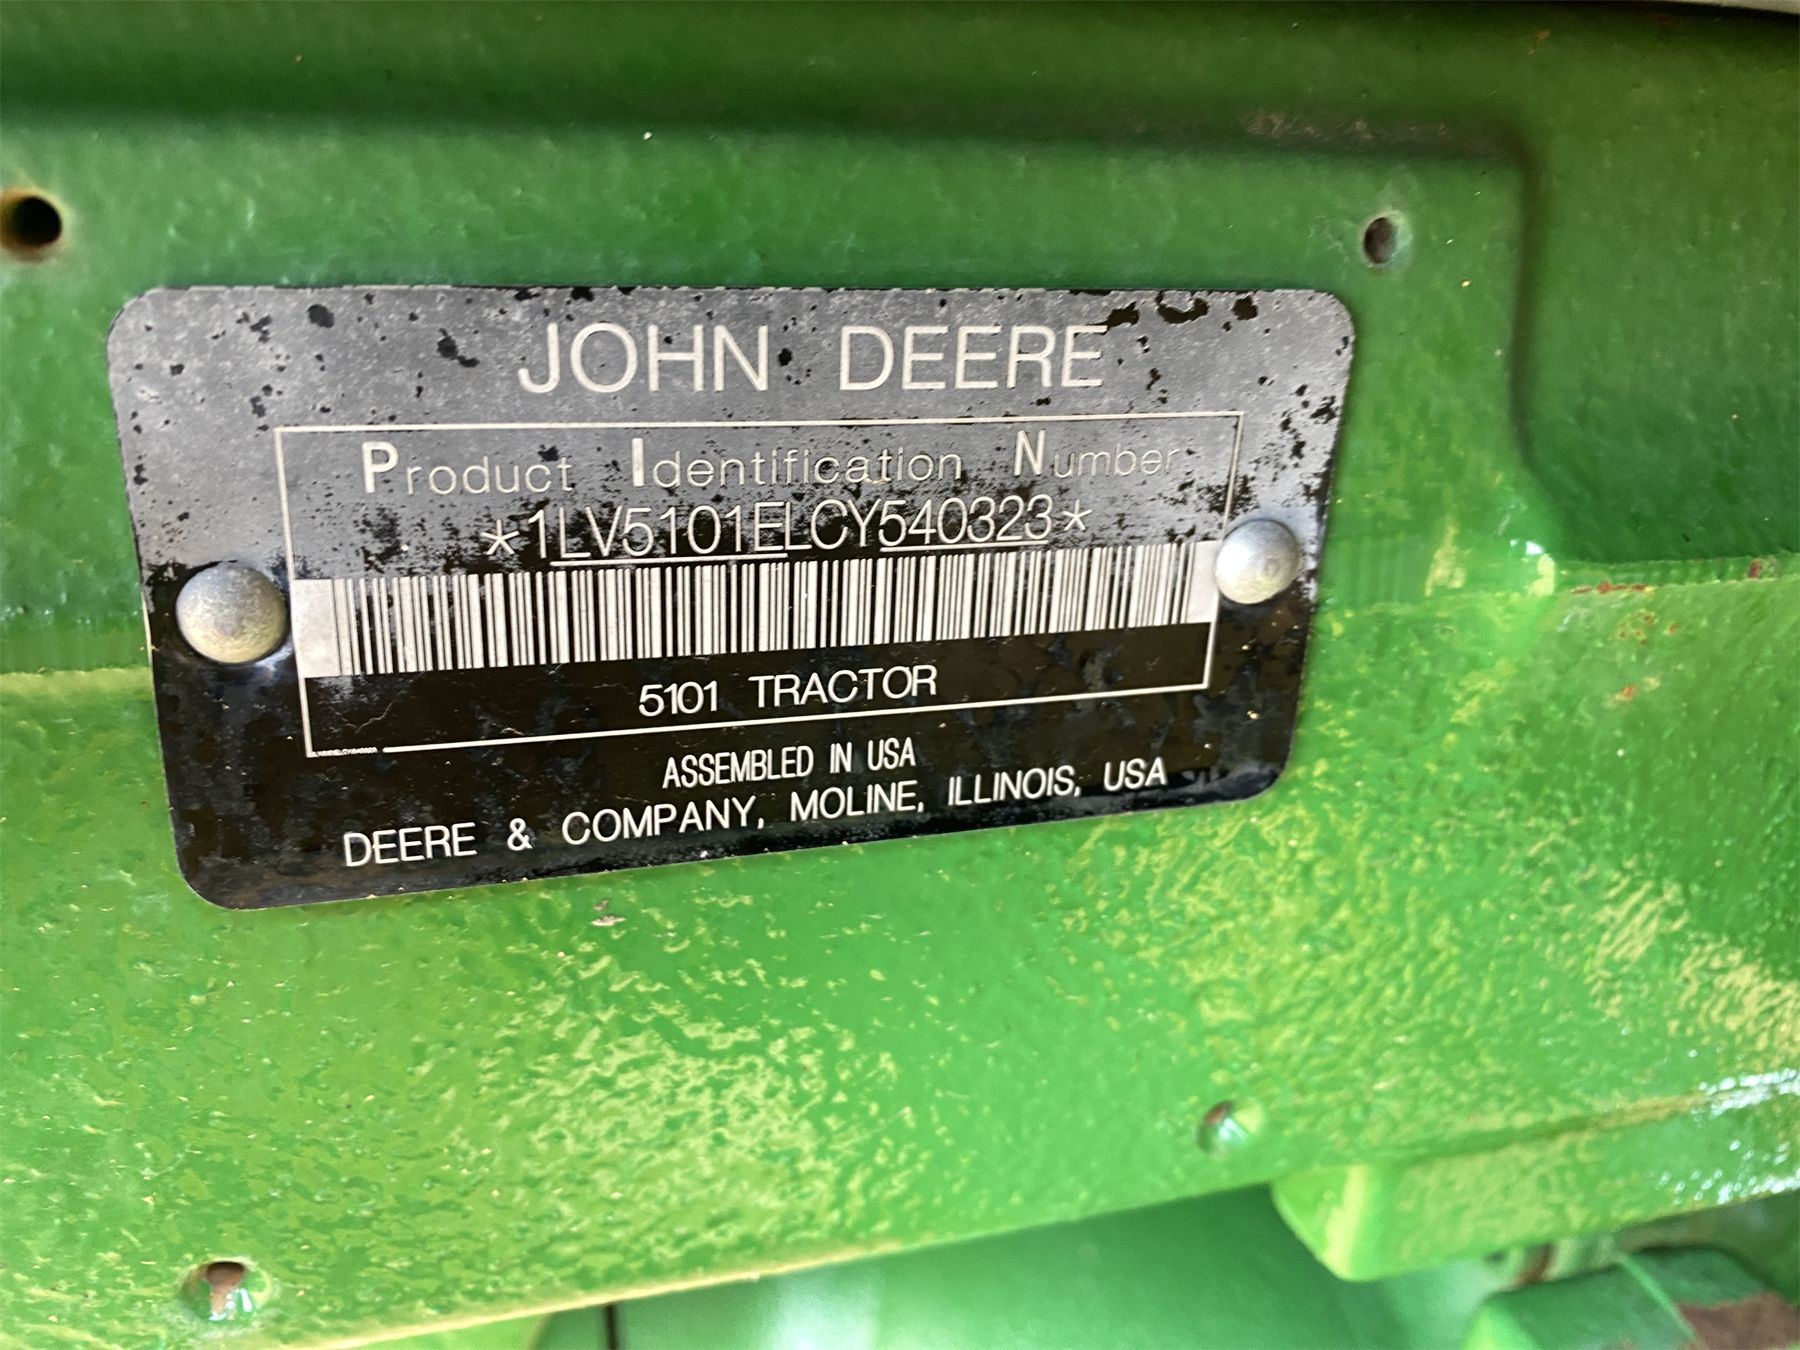 JOHN DEERE
Product Identification Number
*1LV5101ELCY540323*
5101 TRACTOR
ASSEMBLED IN USA
DEERE & COMPANY, MOLINE, ILLINOIS, USA